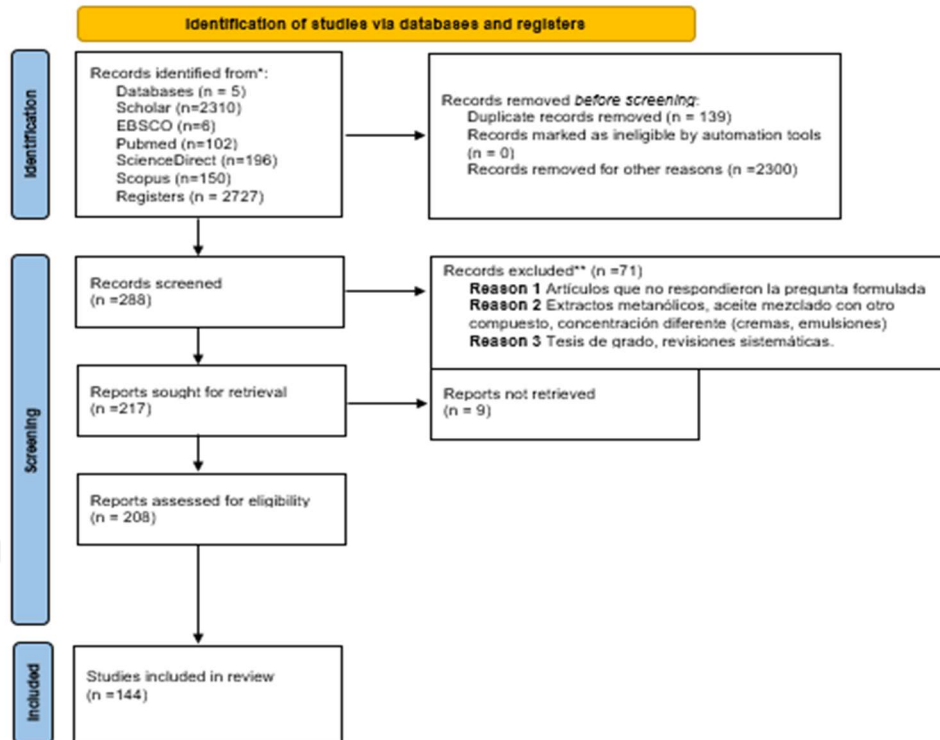 Identification of studies via databases and registers
Identification
Records identified from*:
Databases (n = 5)
Scholar (n=2310)
EBSCO (n=6)
Pubmed (n=102)
ScienceDirect (n=196)
Scopus (n=150)
Registers (n = 2727)
Records removed before screening:
Duplicate records removed (n = 139)
Records marked as ineligible by automation tools
(n = 0)
Records removed for other reasons (n =2300)
Screening
Records screened
(n =288)
Records excluded** (n =71)
Reason 1 Artículos que no respondieron la pregunta formulada
Reason 2 Extractos metanólicos, aceite mezclado con otro
compuesto, concentración diferente (cremas, emulsiones)
Reason 3 Tesis de grado, revisiones sistemáticas.
Reports sought for retrieval
(n =217)
Reports not retrieved
(n = 9)
Reports assessed for eligibility
(n = 208)
Included
Studies included in review
(n =144)